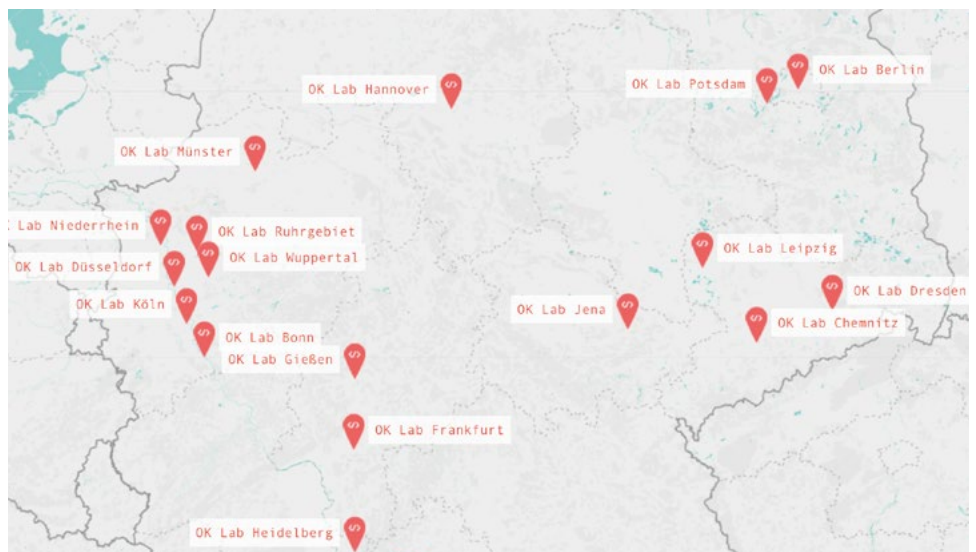 OK Lab Berlin
OK Lab Potsdam
OK Lab Hannover
OK Lab Münster
Lab Niederrhein
OK Lab Ruhrgebiet
OK Lab Wuppertal
OK Lab Düsseldorf
OK Lab Leipzig
OK Lab Dresden
OK Lab Köln
OK Lab Jena
OK Lab Chemnitz
OK Lab Bonn
OK Lab Gießen
OK Lab Frankfurt
OK Lab Heidelberg